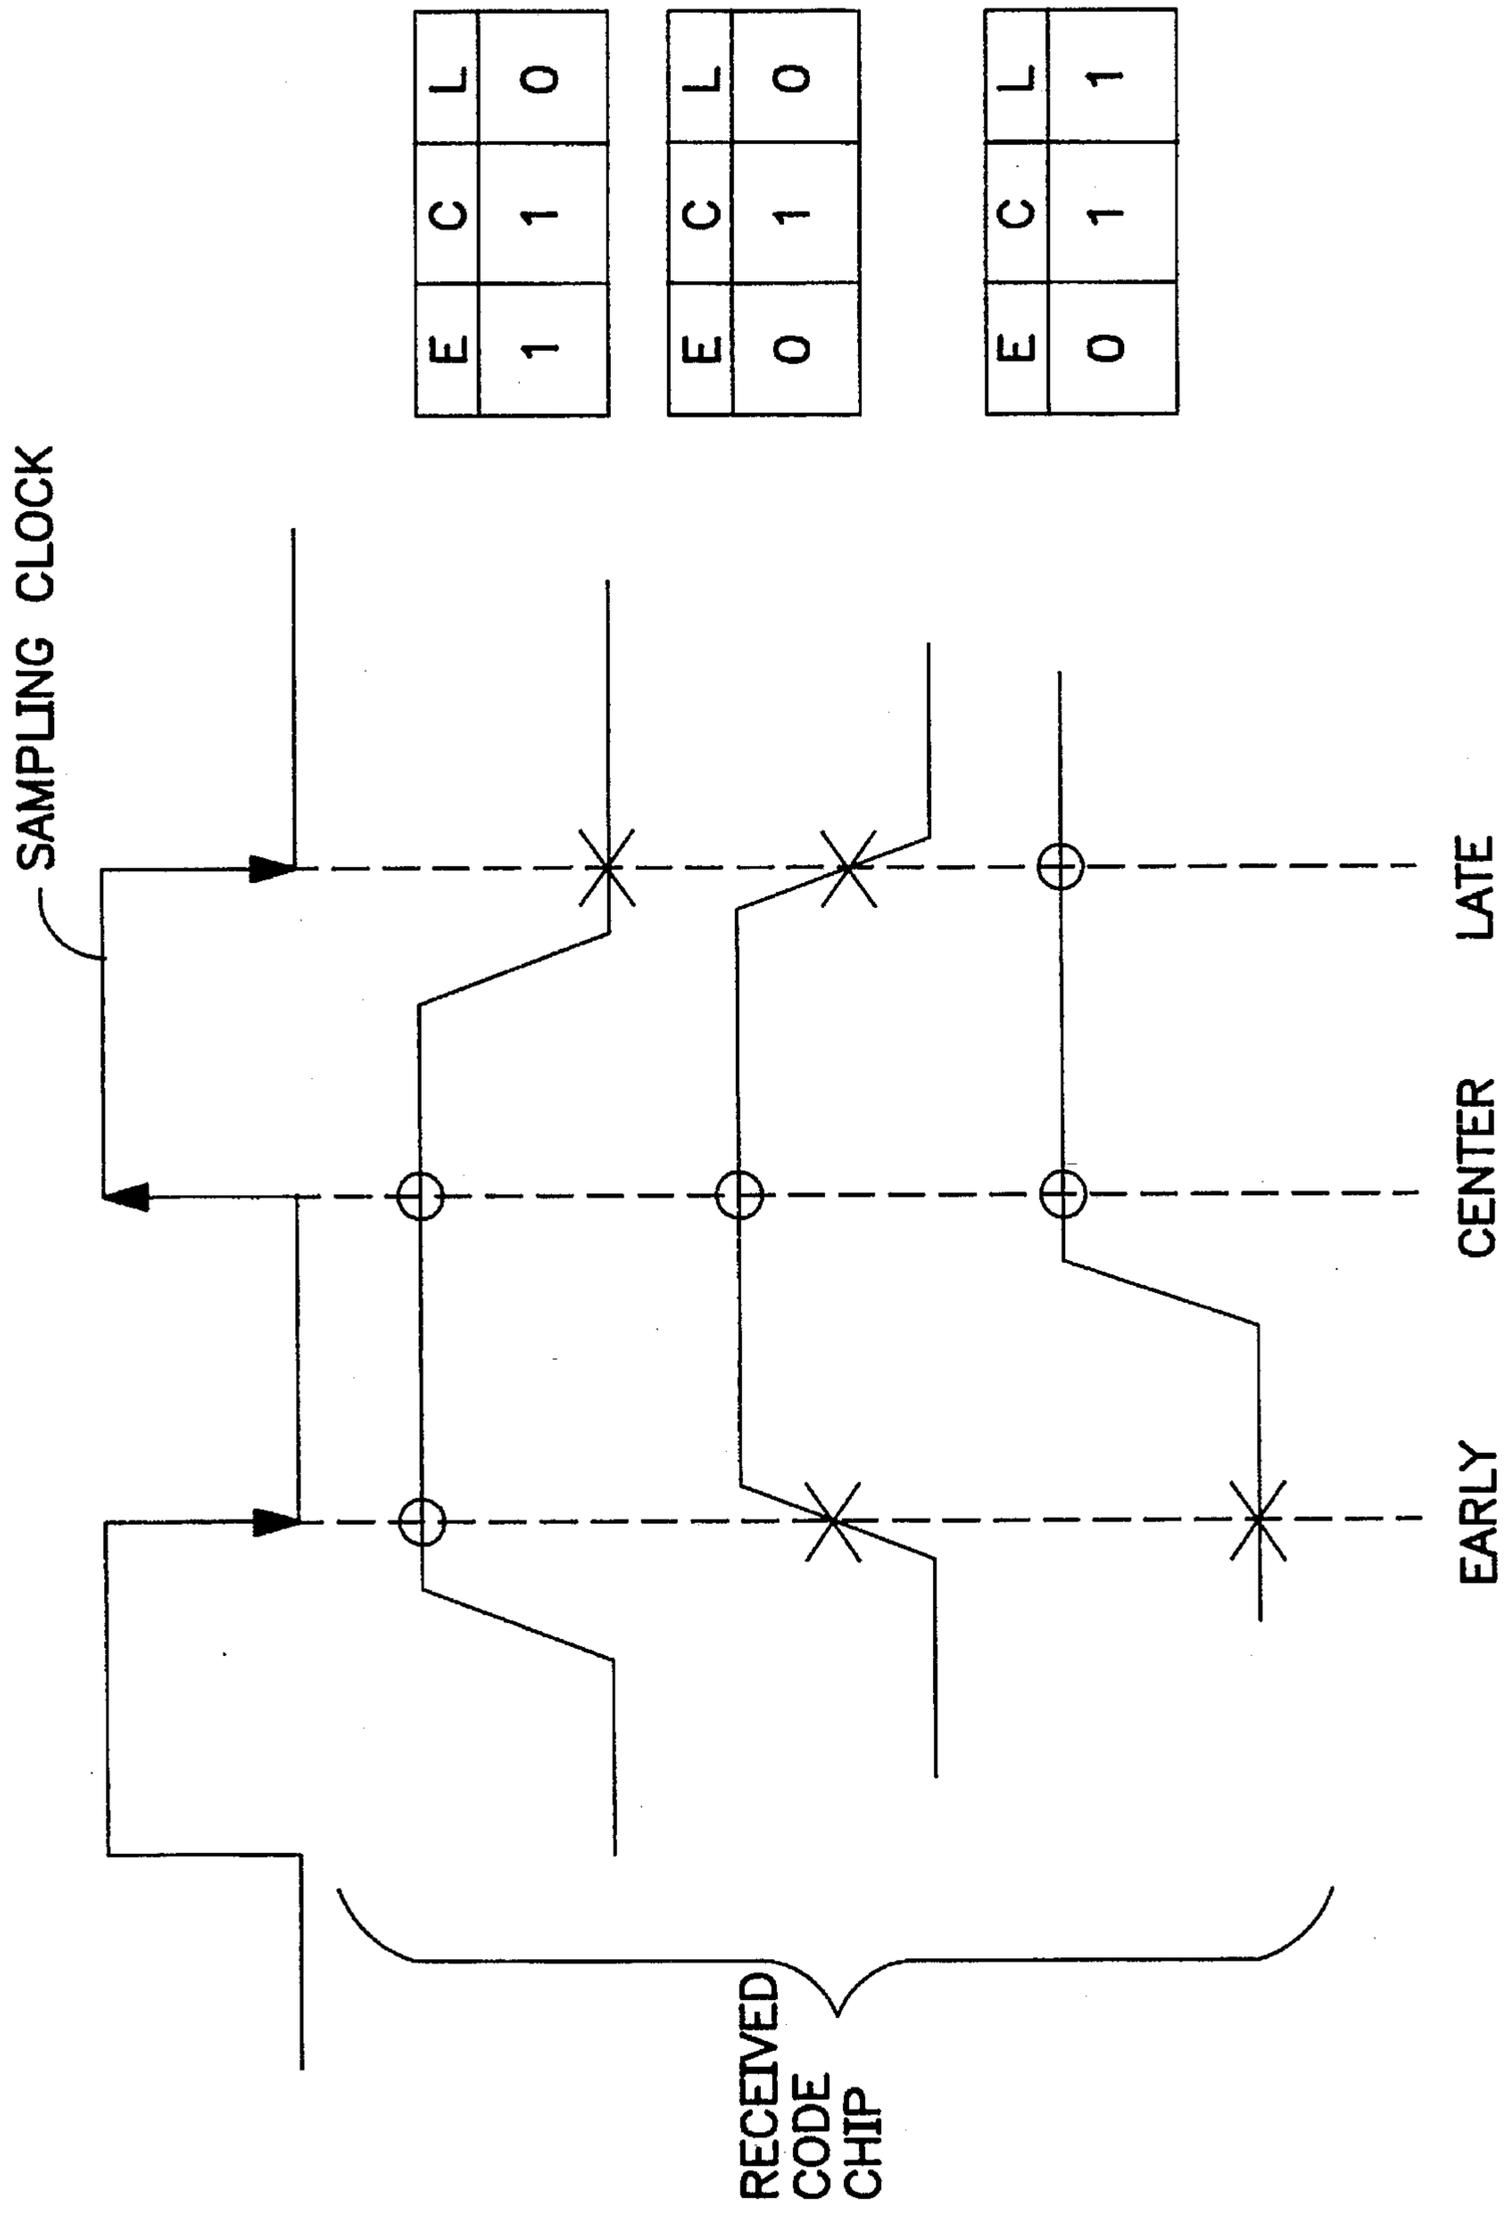 SAMPLING CLOCK
E C L
1 1 0
E C L
0 1 0
E C L
0 1 1
RECEIVED
CODE
CHIP
EARLY CENTER LATE